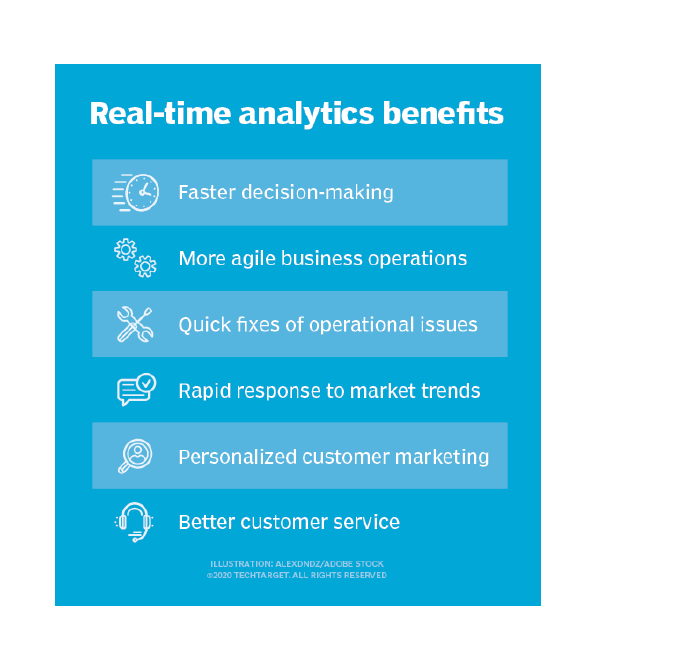 Real-time analytics benefits
Faster decision-making
More agile business operations
Quick fixes of operational issues
Rapid response to market trends
Personalized customer marketing
Better customer service
ILLUSTRATION: ALEXDNDZ/ADOBE STOCK
©2020 TECHTARGET. ALL RIGHTS RESERVED